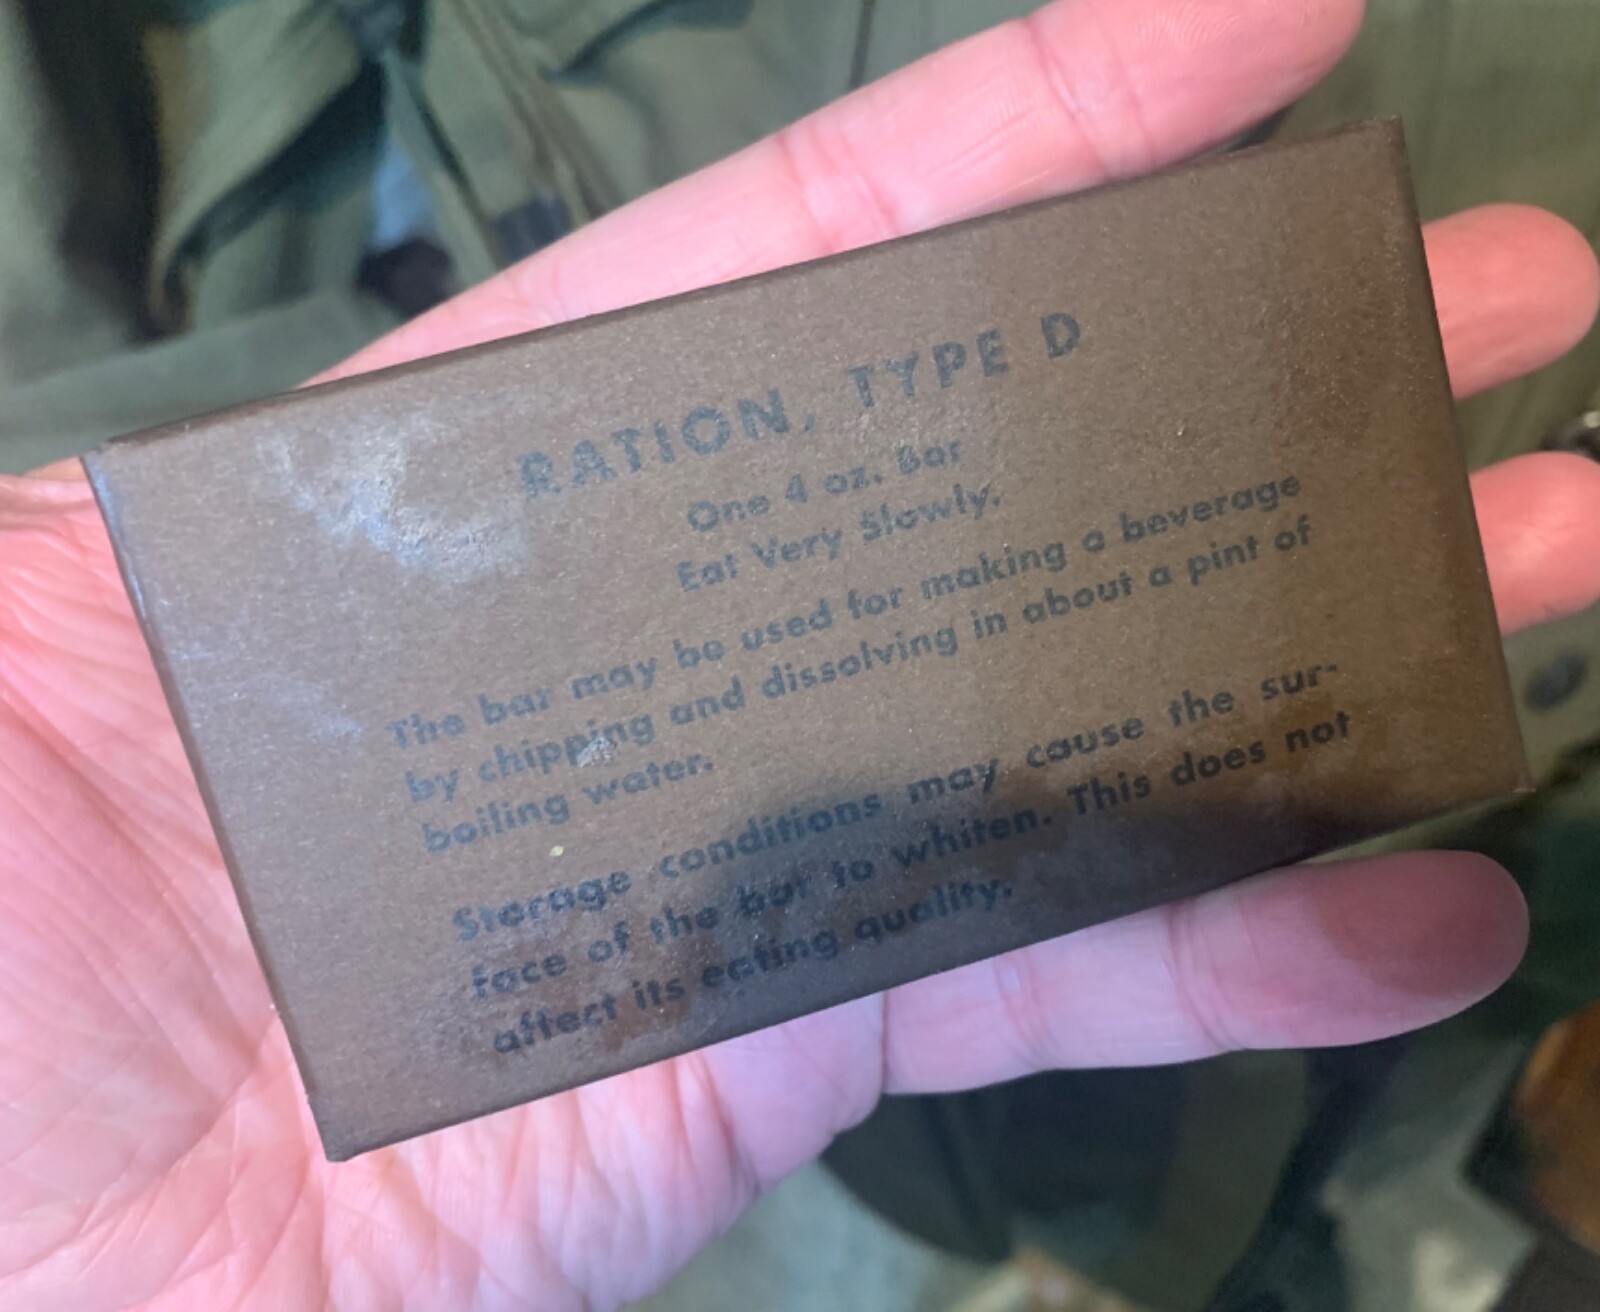 RATION, TYPE D
One 4 oz. Bar
Eat Very Slowly.
The bar may be used for making a beverage
by chipping and dissolving in about a pint of
boiling water.
Storage conditions may cause the sur-
face of the bar to whiten. This does not
affect its eating quality.